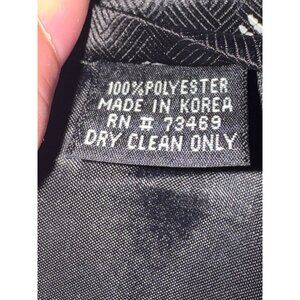 100% POLYESTER
MADE IN KOREA
RN # 73469
DRY CLEAN ONLY